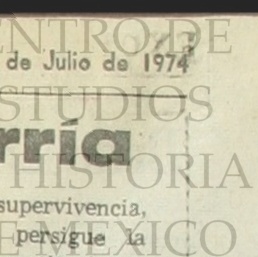 CENTRO DE
de Julio de 1974
ESTUDIOS
rría
HISTORIA
supervivencia,
persigue la
DE MEXICO